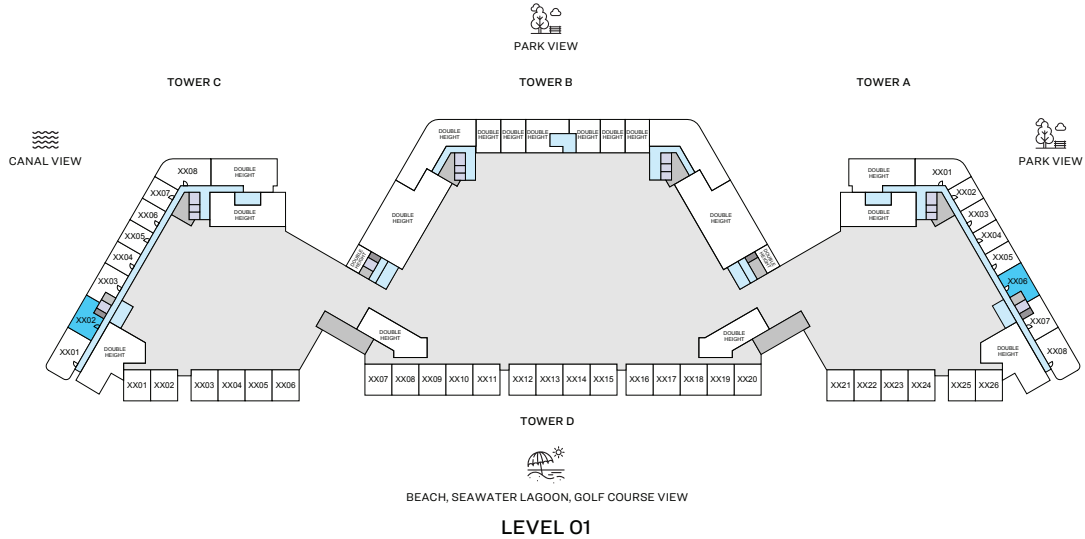 PARK VIEW
TOWER C
TOWER B
TOWER A
CANAL VIEW
PARK VIEW
DOUBLE HEIGHT
DOUBLE HEIGHT
DOUBLE HEIGHT
DOUBLE HEIGHT
DOUBLE HEIGHT
DOUBLE HEIGHT
DOUBLE HEIGHT
XX08
DOUBLE HEIGHT
XX07
XX06
XX05
XX04
XX03
XX02
XX01
DOUBLE HEIGHT
DOUBLE HEIGHT
DOUBLE HEIGHT
DOUBLE HEIGHT
DOUBLE HEIGHT
DOUBLE HEIGHT
DOUBLE HEIGHT
DOUBLE HEIGHT
DOUBLE HEIGHT
XX01
XX02
XX03
XX04
XX05
XX06
XX07
XX08
DOUBLE HEIGHT
XX01
XX02
XX03
XX04
XX05
XX06
XX07
XX08
XX09
XX10
XX11
XX12
XX13
XX14
XX15
XX16
XX17
XX18
XX19
XX20
XX21
XX22
XX23
XX24
XX25
XX26
TOWER D
BEACH, SEAWATER LAGOON, GOLF COURSE VIEW
LEVEL 01